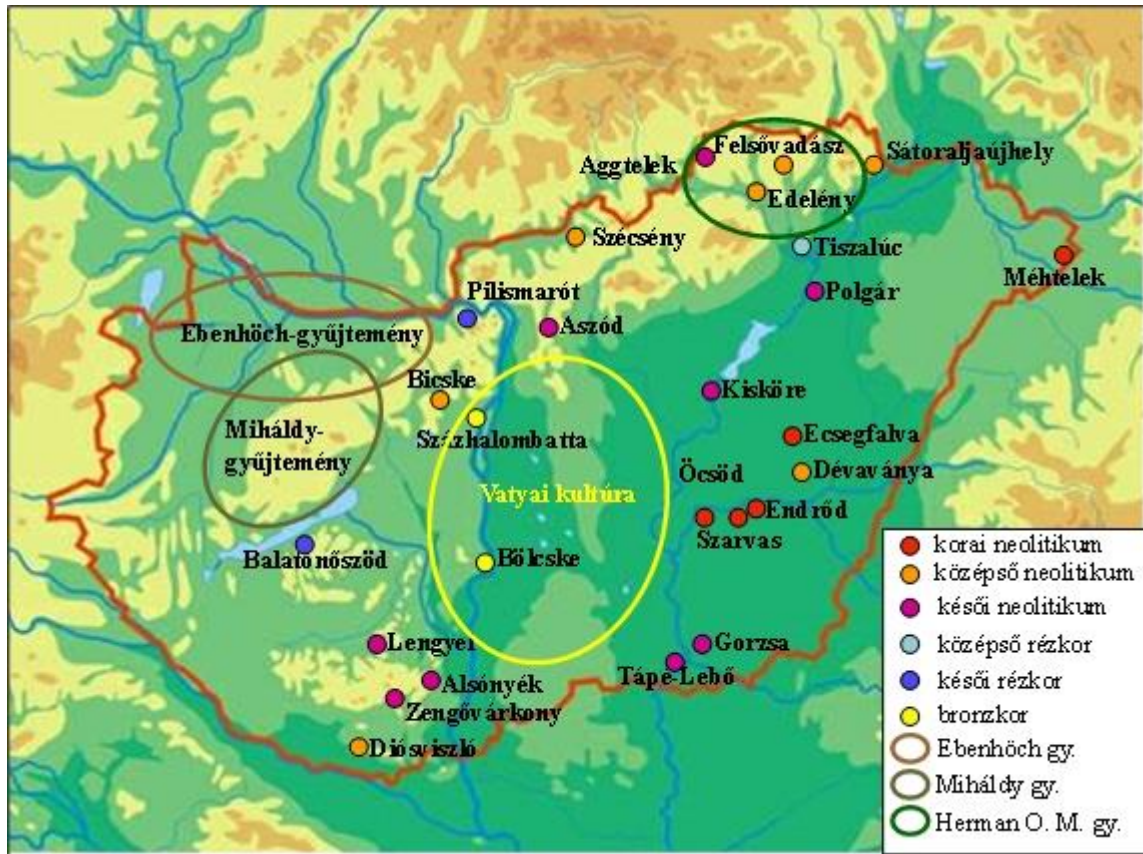 Felsővadász
Aggtelek
Sátoraljaújhely
Edelény
Szécsény
Tiszalúc
Méhtelek
Pilismarót
Polgár
Ebenhöch-gyűjtemény
Aszód
Bicske
Kisköre
Miháldy-
gyűjtemény
Százhalombatta
Ecsegfalva
Öcsöd
Dévaványa
Vatyai kultúra
Endrőd
Szarvas
Balatonőszöd
Bölcske
Lengyel
Gorzsa
Tápé-Lebő
Alsónyék
Zengővárkony
Diósviszló
korai neolitikum
középső neolitikum
késői neolitikum
középső rézkor
késői rézkor
bronzkor
Ebenhöch gy.
Miháldy gy.
Herman O. M. gy.